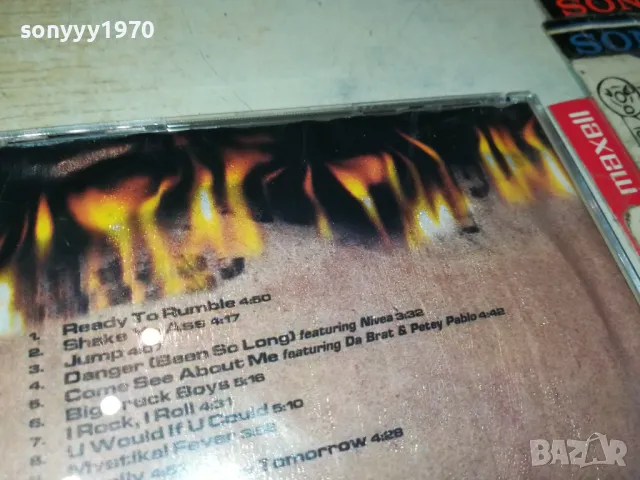 sonyyy1970
SON
SON
maxell
1. Ready To Rumble 4:50
2. Shake Ass 4:17
3. Jump
4. Danger (Been So Long) featuring Nivea 3:32
5. Come See About Me featuring Da Brat & Petey Pablo 4:42
6. Big Truck Boys 5:16
7. I Rock, I Roll 4:31
U Would If U Could 5:10
Mystikal Fever
Tomorrow 4:28
BAZAR
bg